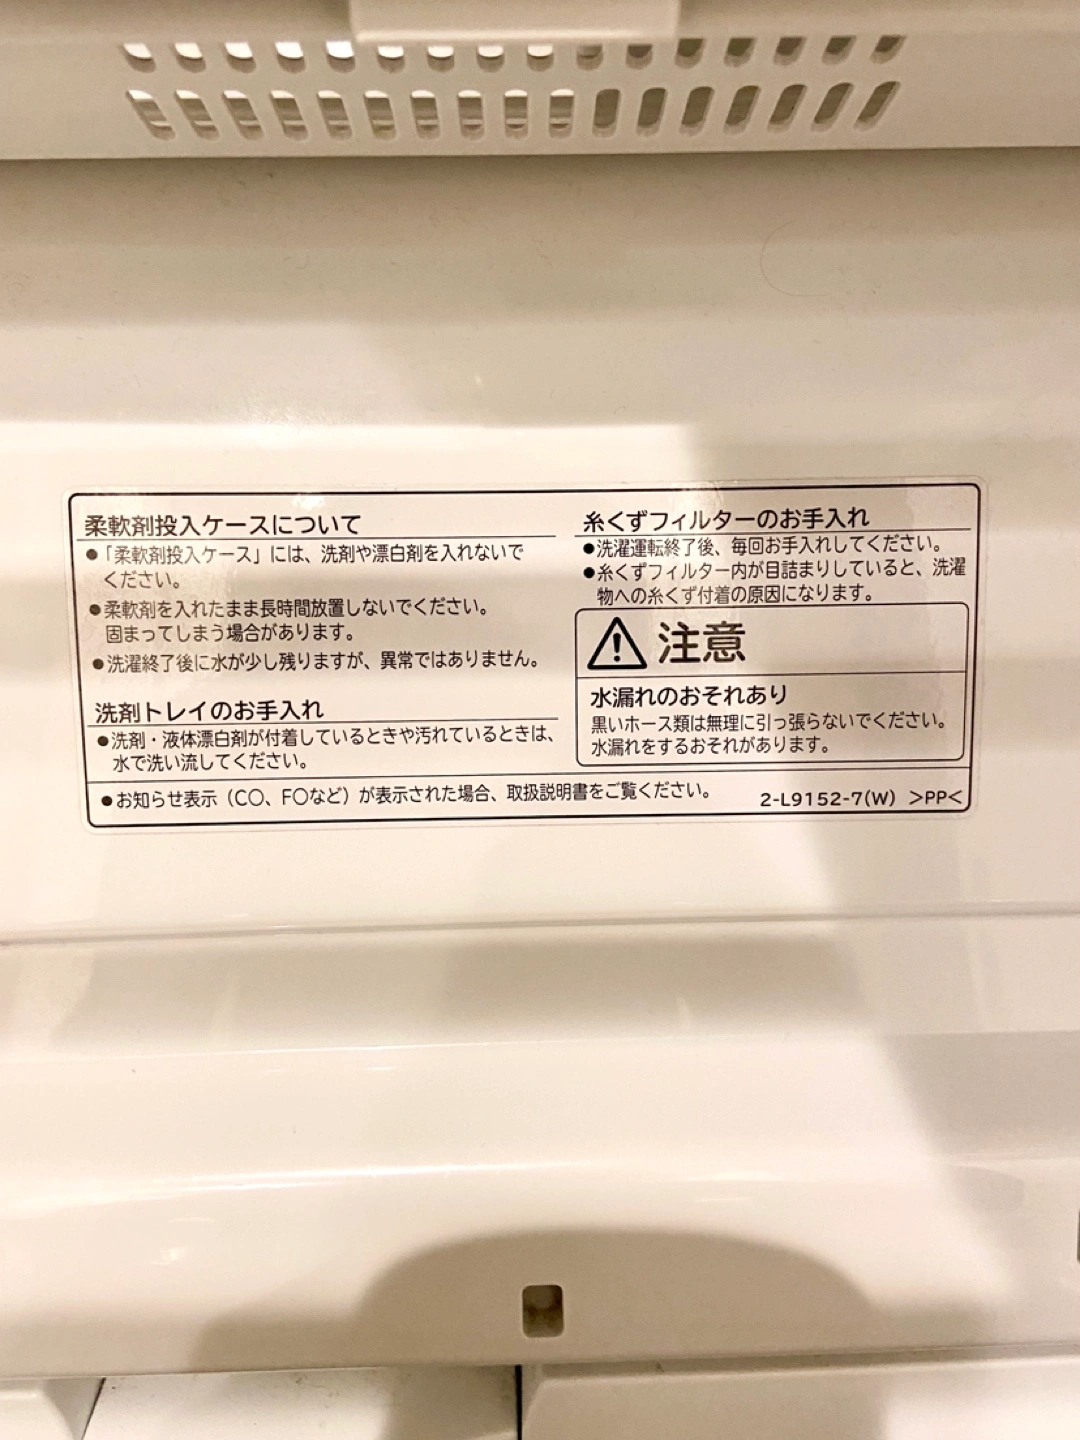 柔軟剤投入ケースについて
●「柔軟剤投入ケース」には、洗剤や漂白剤を入れないで
ください。
●柔軟剤を入れたまま長時間放置しないでください。
固まってしまう場合があります。
●洗濯終了後に水が少し残りますが、異常ではありません。
洗剤トレイのお手入れ
●洗剤・液体漂白剤が付着しているときや汚れているときは、
水で洗い流してください。
糸くずフィルターのお手入れ
●洗濯運転終了後、毎回お手入れしてください。
●糸くずフィルター内が目詰まりしていると、洗濯
物への糸くず付着の原因になります。
注意
水漏れのおそれあり
黒いホース類は無理に引っ張らないでください。
水漏れをするおそれがあります。
●お知らせ表示（C〇、F〇など）が表示された場合、取扱説明書をご覧ください。
2-L9152-7(W) >PP<